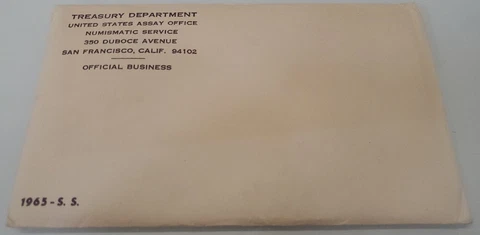 TREASURY DEPARTMENT
UNITED STATES ASSAY OFFICE
NUMISMATIC SERVICE
350 DUBOCE AVENUE
SAN FRANCISCO, CALIF. 94102
OFFICIAL BUSINESS
1965 - S. S.